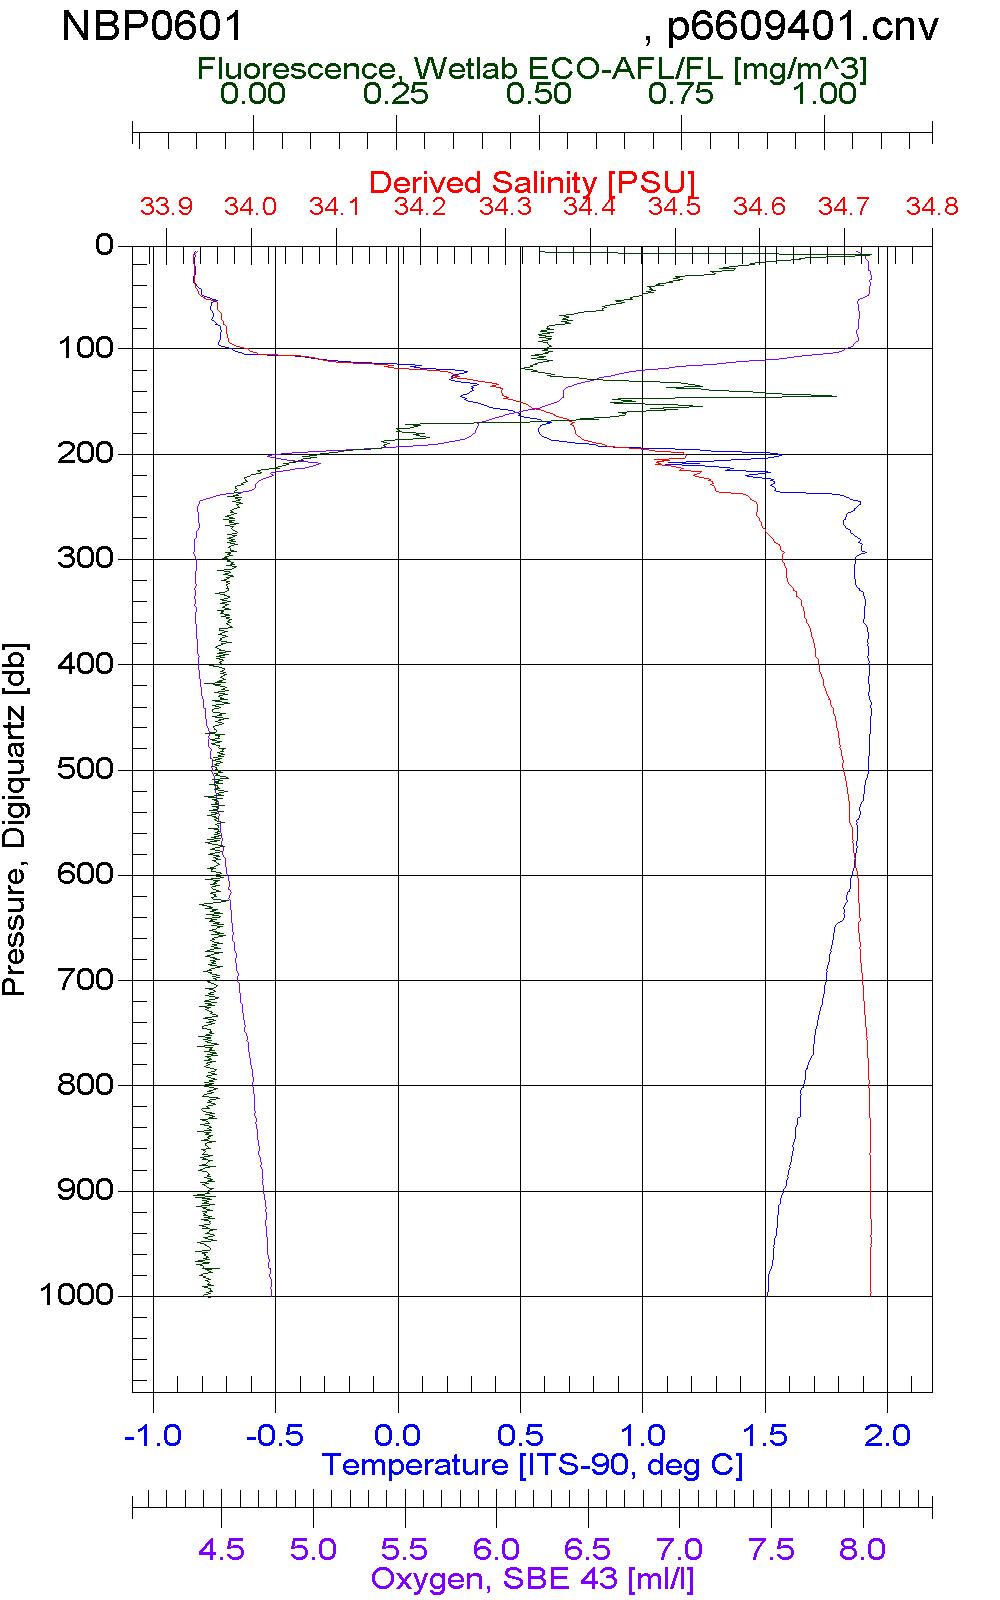 NBP0601 , p6609401.cnv
Fluorescence, Wetlab ECO-AFL/FL [mg/m^3]
0.00 0.25 0.50 0.75 1.00
Derived Salinity [PSU]
33.9 34.0 34.1 34.2 34.3 34.4 34.5 34.6 34.7 34.8
0
100
200
300
400
500
600
700
800
900
1000
Pressure, Digiquartz [db]
-1.0 -0.5 0.0 0.5 1.0 1.5 2.0
Temperature [ITS-90, deg C]
4.5 5.0 5.5 6.0 6.5 7.0 7.5 8.0
Oxygen, SBE 43 [ml/l]